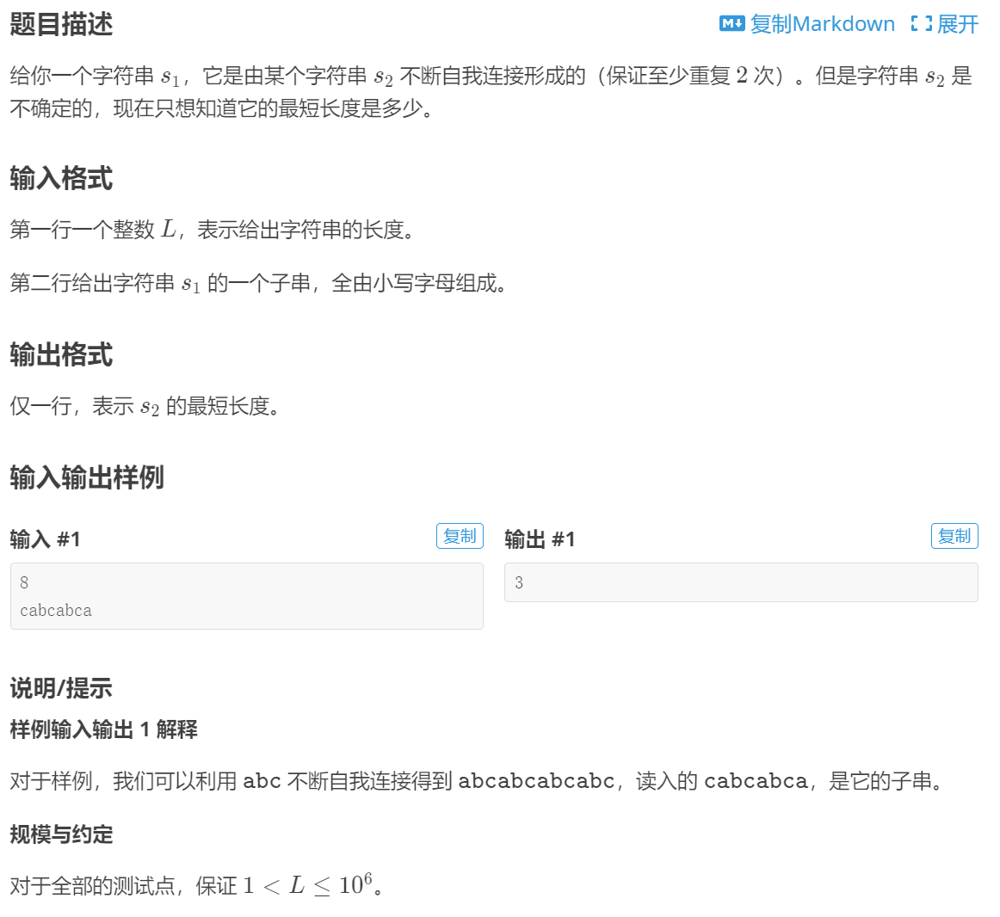 题目描述
复制Markdown 展开
给你一个字符串 s₁，它是由某个字符串 s₂ 不断自我连接形成的（保证至少重复 2 次）。但是字符串 s₂ 是
不确定的，现在只想知道它的最短长度是多少。
输入格式
第一行一个整数 L，表示给出字符串的长度。
第二行给出字符串 s₁ 的一个子串，全由小写字母组成。
输出格式
仅一行，表示 s₂ 的最短长度。
输入输出样例
输入 #1
复制
8
cabcabca
输出 #1
复制
3
说明/提示
样例输入输出 1 解释
对于样例，我们可以利用 abc 不断自我连接得到 abcabcabcabc，读入的 cabcabca，是它的子串。
规模与约定
对于全部的测试点，保证 1 < L ≤ 10⁶。